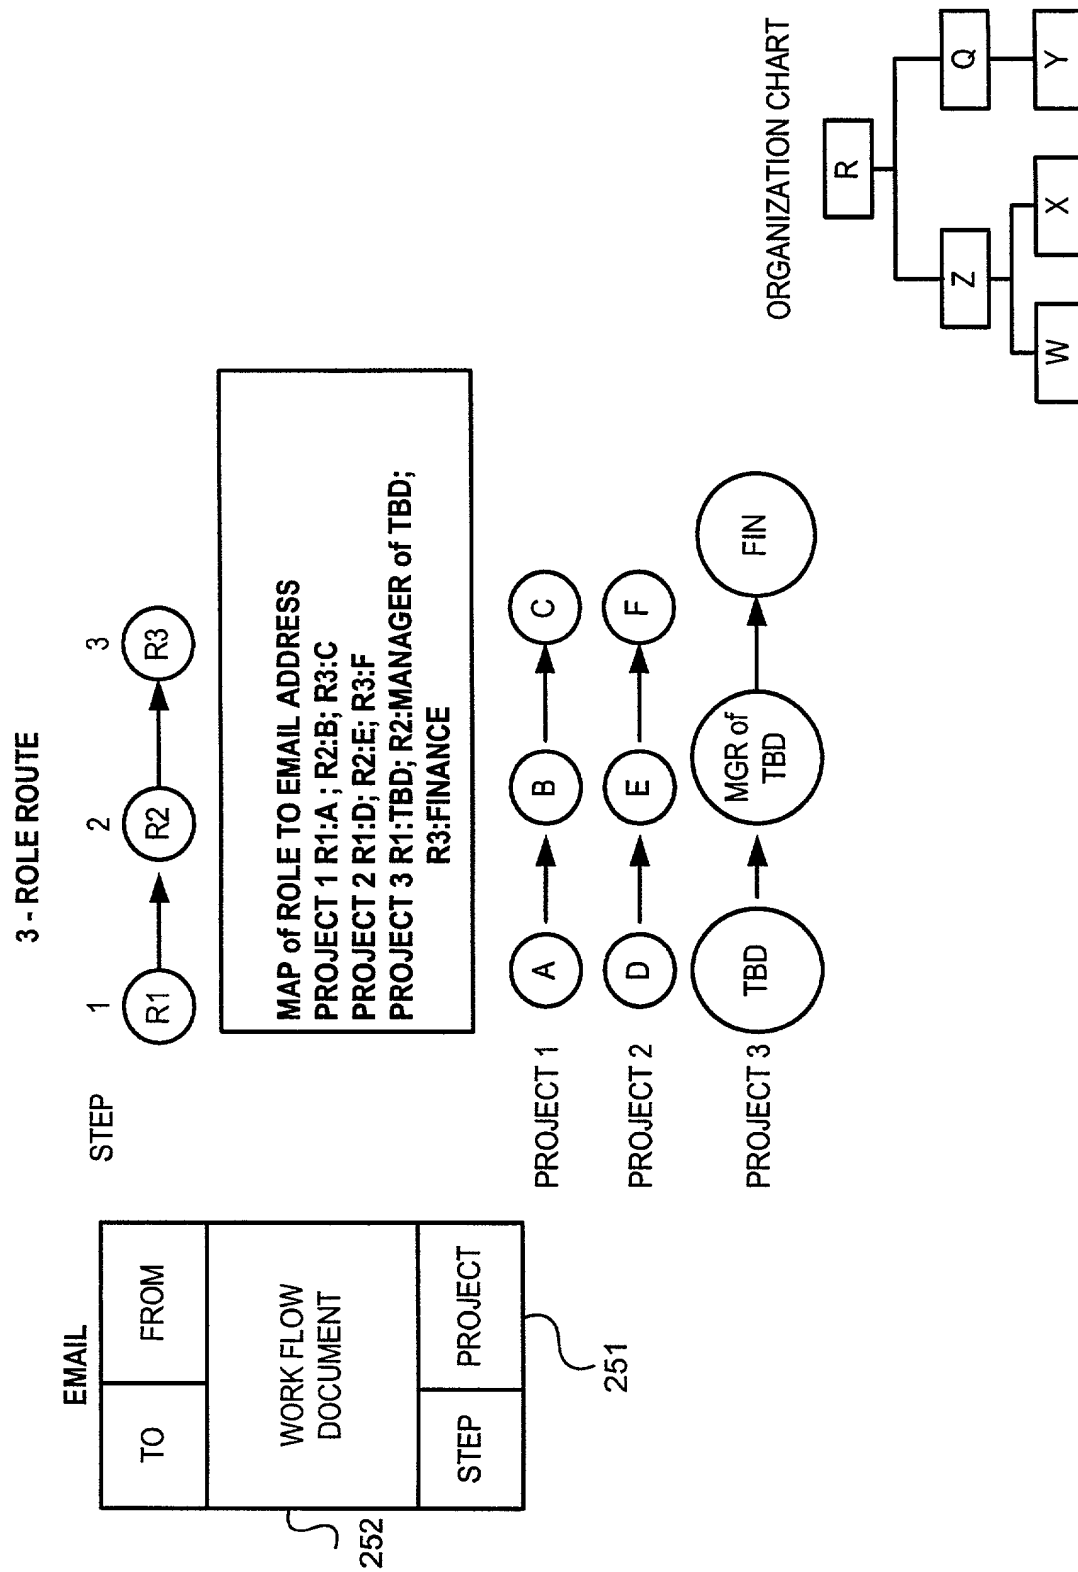 3 - ROLE ROUTE
EMAIL
TO
FROM
WORK FLOW
DOCUMENT
STEP
PROJECT
252
251
STEP
1
2
3
R1
R2
R3
MAP of ROLE TO EMAIL ADDRESS
PROJECT 1 R1:A ; R2:B; R3:C
PROJECT 2 R1:D; R2:E; R3:F
PROJECT 3 R1:TBD; R2:MANAGER of TBD;
R3:FINANCE
PROJECT 1
A
B
C
PROJECT 2
D
E
F
PROJECT 3
TBD
MGR of
TBD
FIN
ORGANIZATION CHART
R
Z
Q
W
X
Y